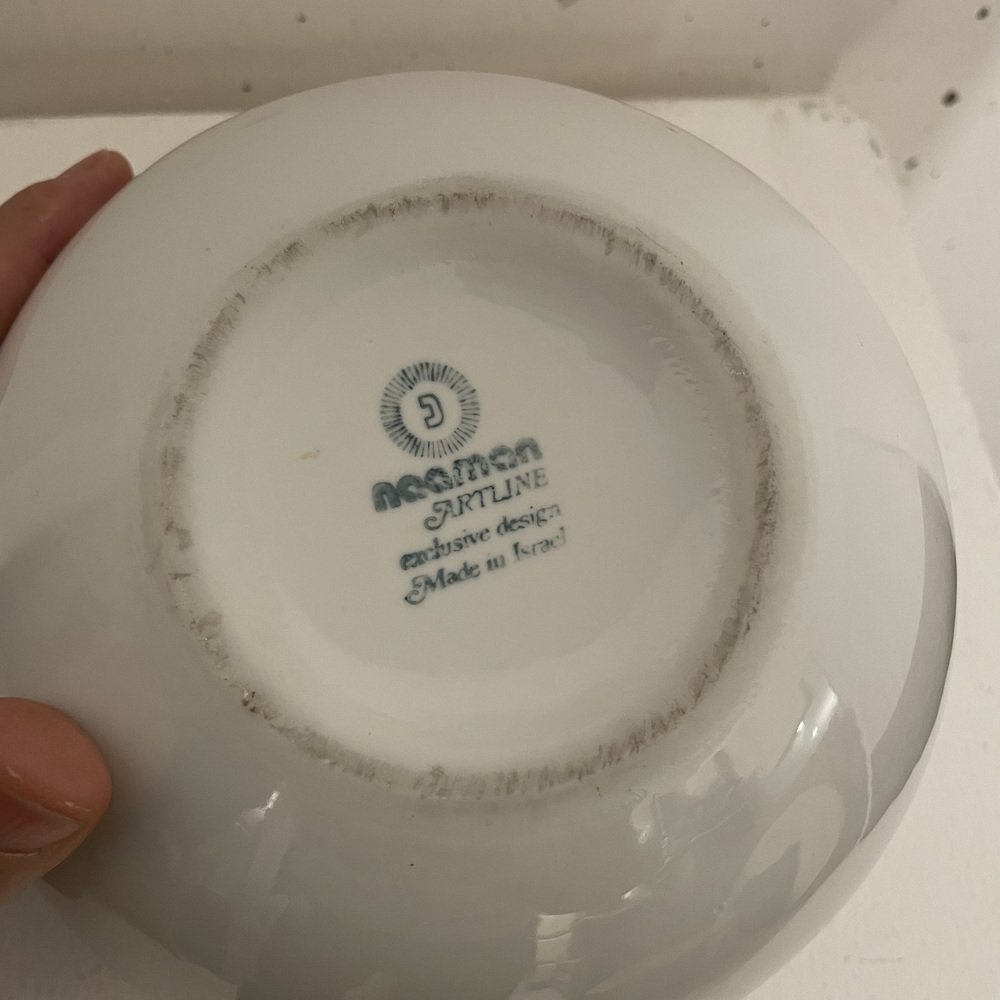 נ
naaman
ARTLINE
exclusive design
Made in Israel